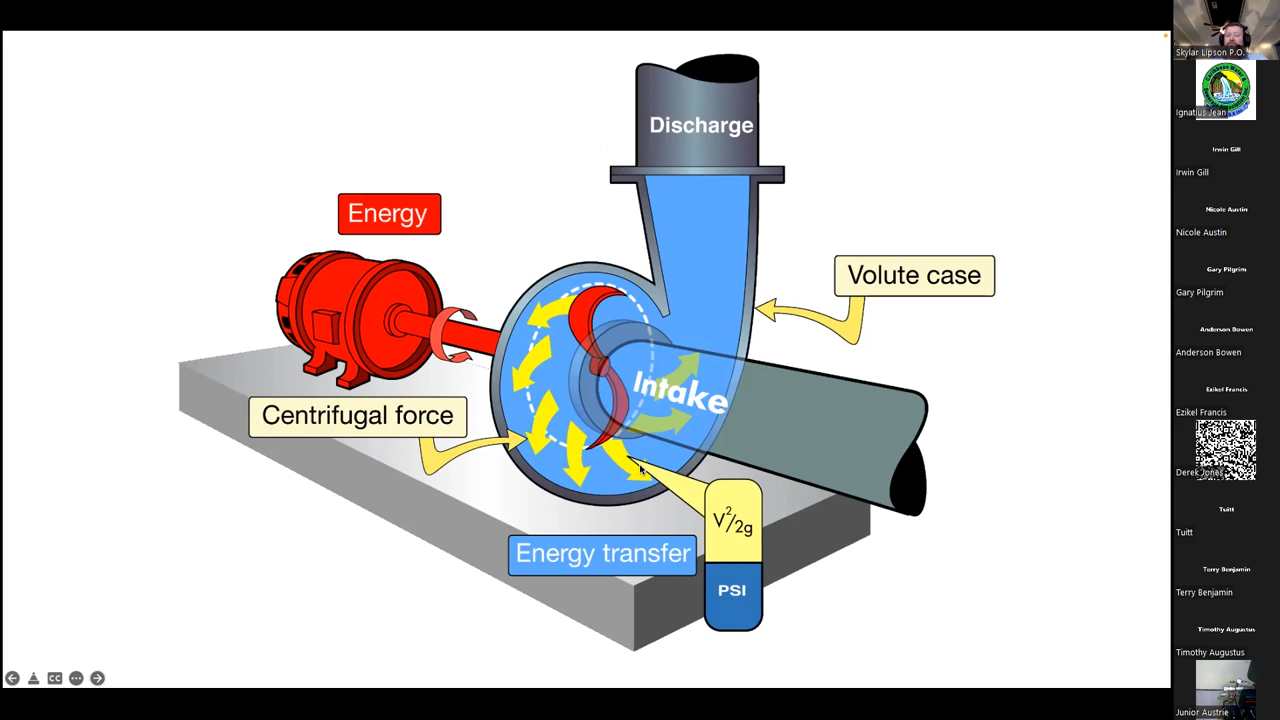 Discharge
Energy
Volute case
Intake
Centrifugal force
V²/2g
Energy transfer
PSI
CC
Skylar Lipson P.O.
Ignatius Jean
Irwin Gill
Irwin Gill
Nicole Austin
Nicole Austin
Gary Pilgrim
Gary Pilgrim
Anderson Bowen
Anderson Bowen
Ezikel Francis
Ezikel Francis
Derek Jones
Tuitt
Tuitt
Terry Benjamin
Terry Benjamin
Timothy Augustus
Timothy Augustus
Junior Austrie